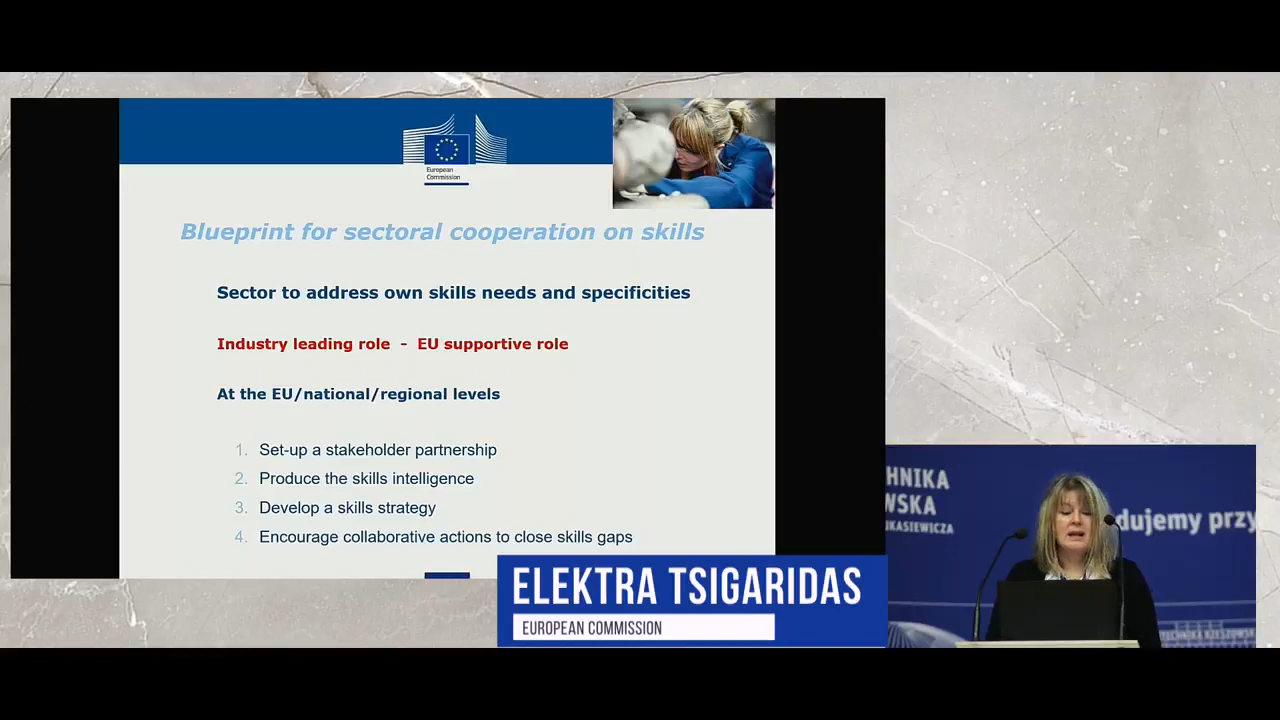 European
Commission
Blueprint for sectoral cooperation on skills
Sector to address own skills needs and specificities
Industry leading role - EU supportive role
At the EU/national/regional levels
1. Set-up a stakeholder partnership
2. Produce the skills intelligence
3. Develop a skills strategy
4. Encourage collaborative actions to close skills gaps
ELEKTRA TSIGARIDAS
EUROPEAN COMMISSION
HNIKA
WSKA
UKASIEWICZA
dujemy przy
TECHNIKA RZESZOWSK